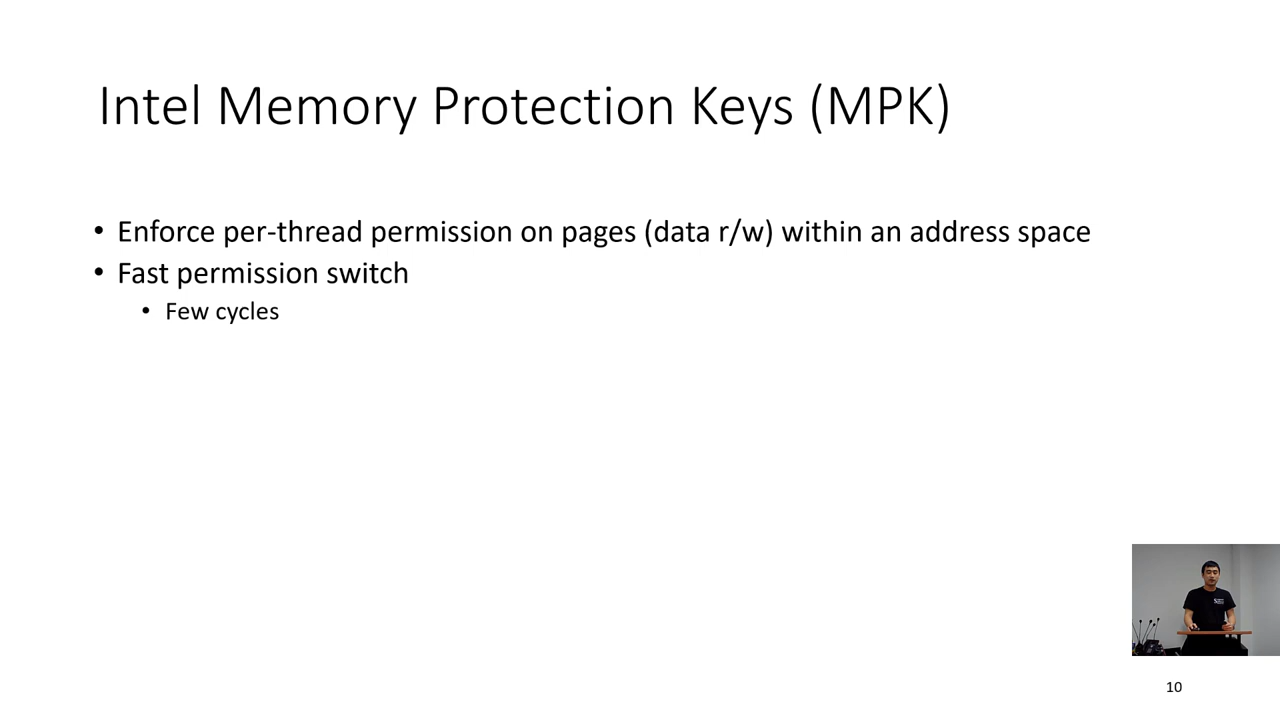 Intel Memory Protection Keys (MPK)
• Enforce per-thread permission on pages (data r/w) within an address space
• Fast permission switch
• Few cycles
10